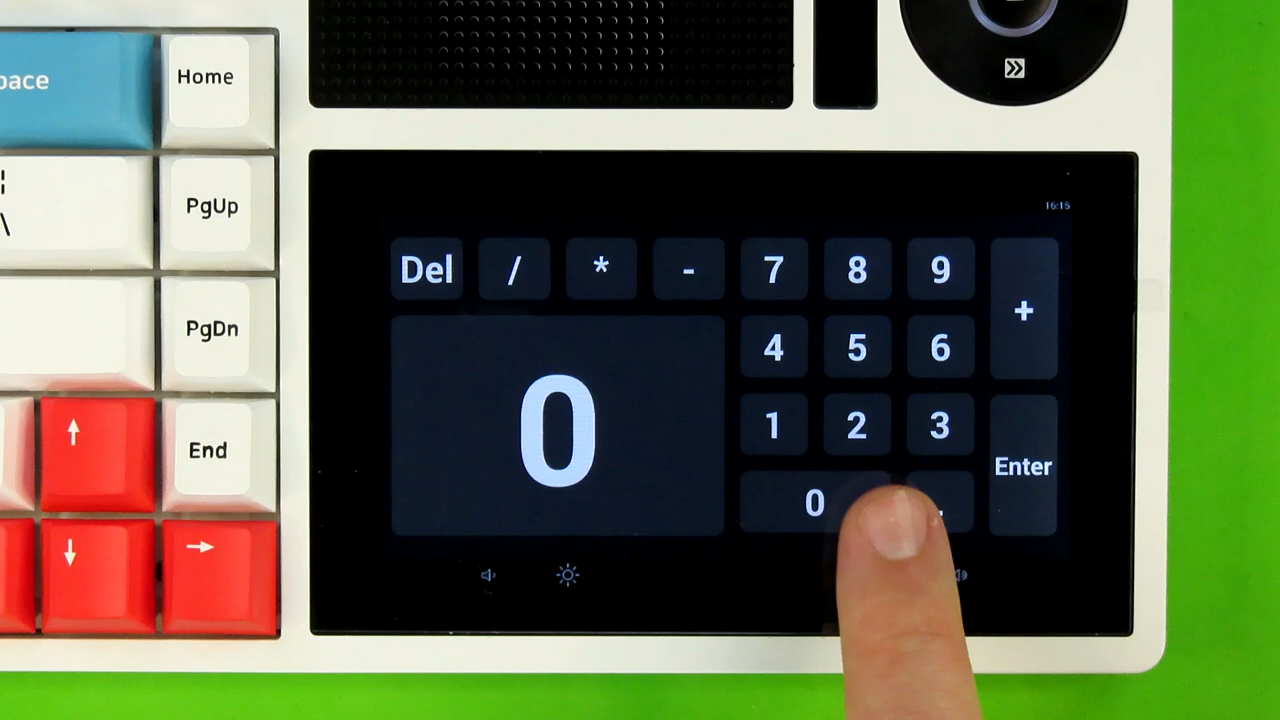 pace
Home
¦
\
PgUp
PgDn
↑
End
↓
→
16:15
Del / * - 7 8 9 +
4 5 6
0
1 2 3
Enter
0 .